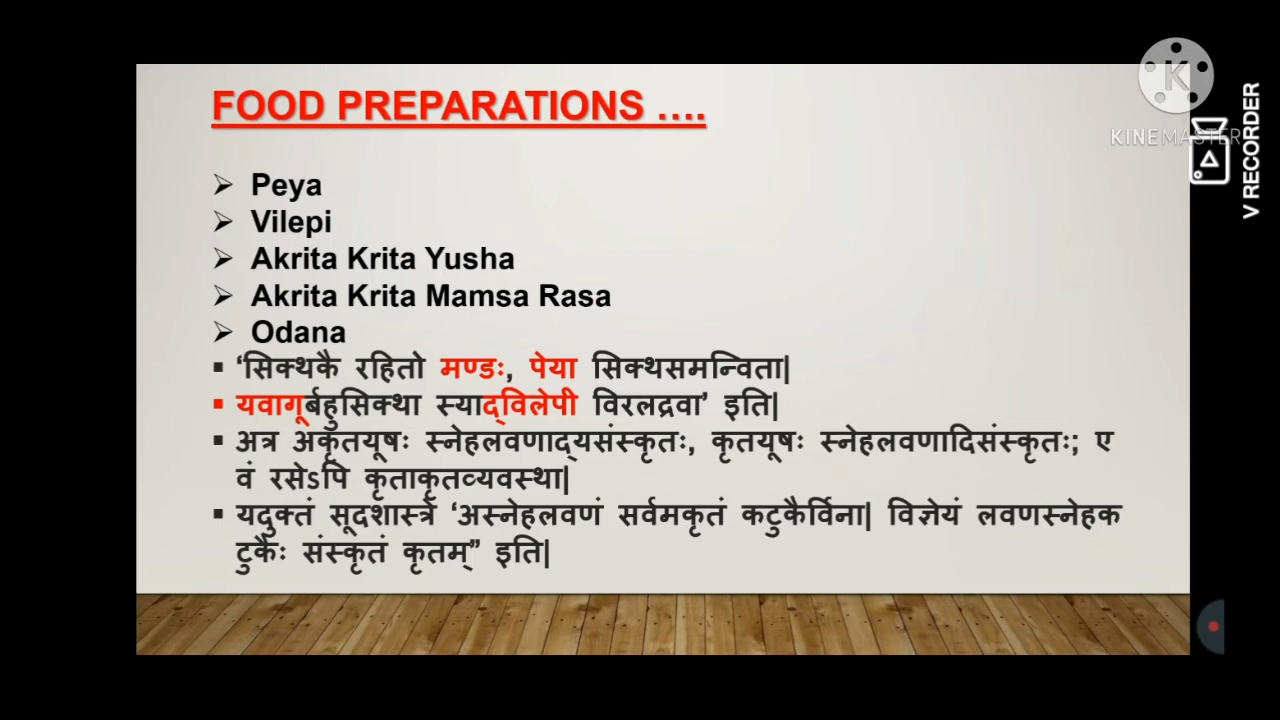 FOOD PREPARATIONS ....
KINEMASTER
V RECORDER
Peya
Vilepi
Akrita Krita Yusha
Akrita Krita Mamsa Rasa
Odana
‘सिक्थकै रहितो मण्डः, पेया सिक्थसमन्विता|
यवागूर्बहुसिक्था स्याद्विलेपी विरलद्रवा’ इति|
अत्र अकृतयूषः स्नेहलवणाद्यसंस्कृतः, कृतयूषः स्नेहलवणादिसंस्कृतः; ए
वं रसेऽपि कृताकृतव्यवस्था|
यदुक्तं सूदशास्त्रे ‘अस्नेहलवणं सर्वमकृतं कटुकैर्विना| विज्ञेयं लवणस्नेहक
टुकैः संस्कृतं कृतम्” इति|